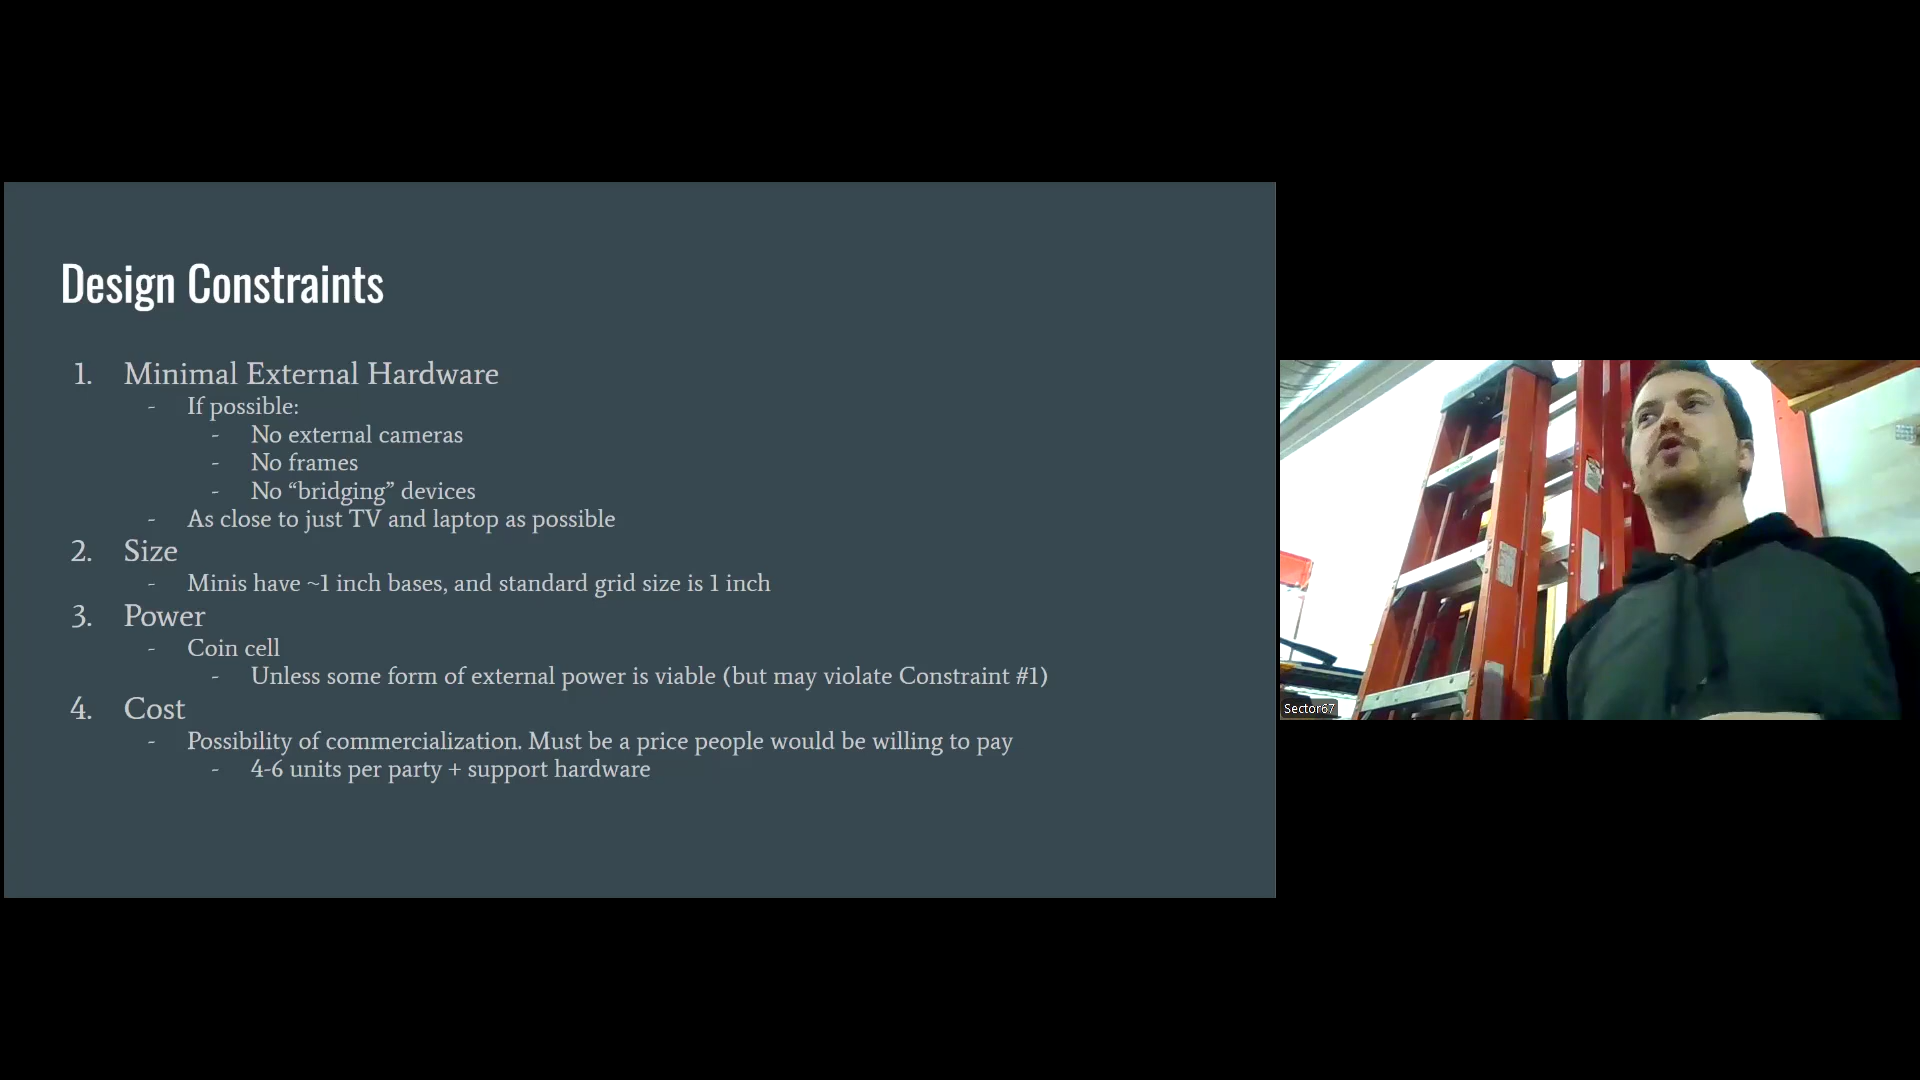 Design Constraints
1. Minimal External Hardware
- If possible:
- No external cameras
- No frames
- No “bridging” devices
- As close to just TV and laptop as possible
2. Size
- Minis have ~1 inch bases, and standard grid size is 1 inch
3. Power
- Coin cell
- Unless some form of external power is viable (but may violate Constraint #1)
4. Cost
- Possibility of commercialization. Must be a price people would be willing to pay
- 4-6 units per party + support hardware
Sector67